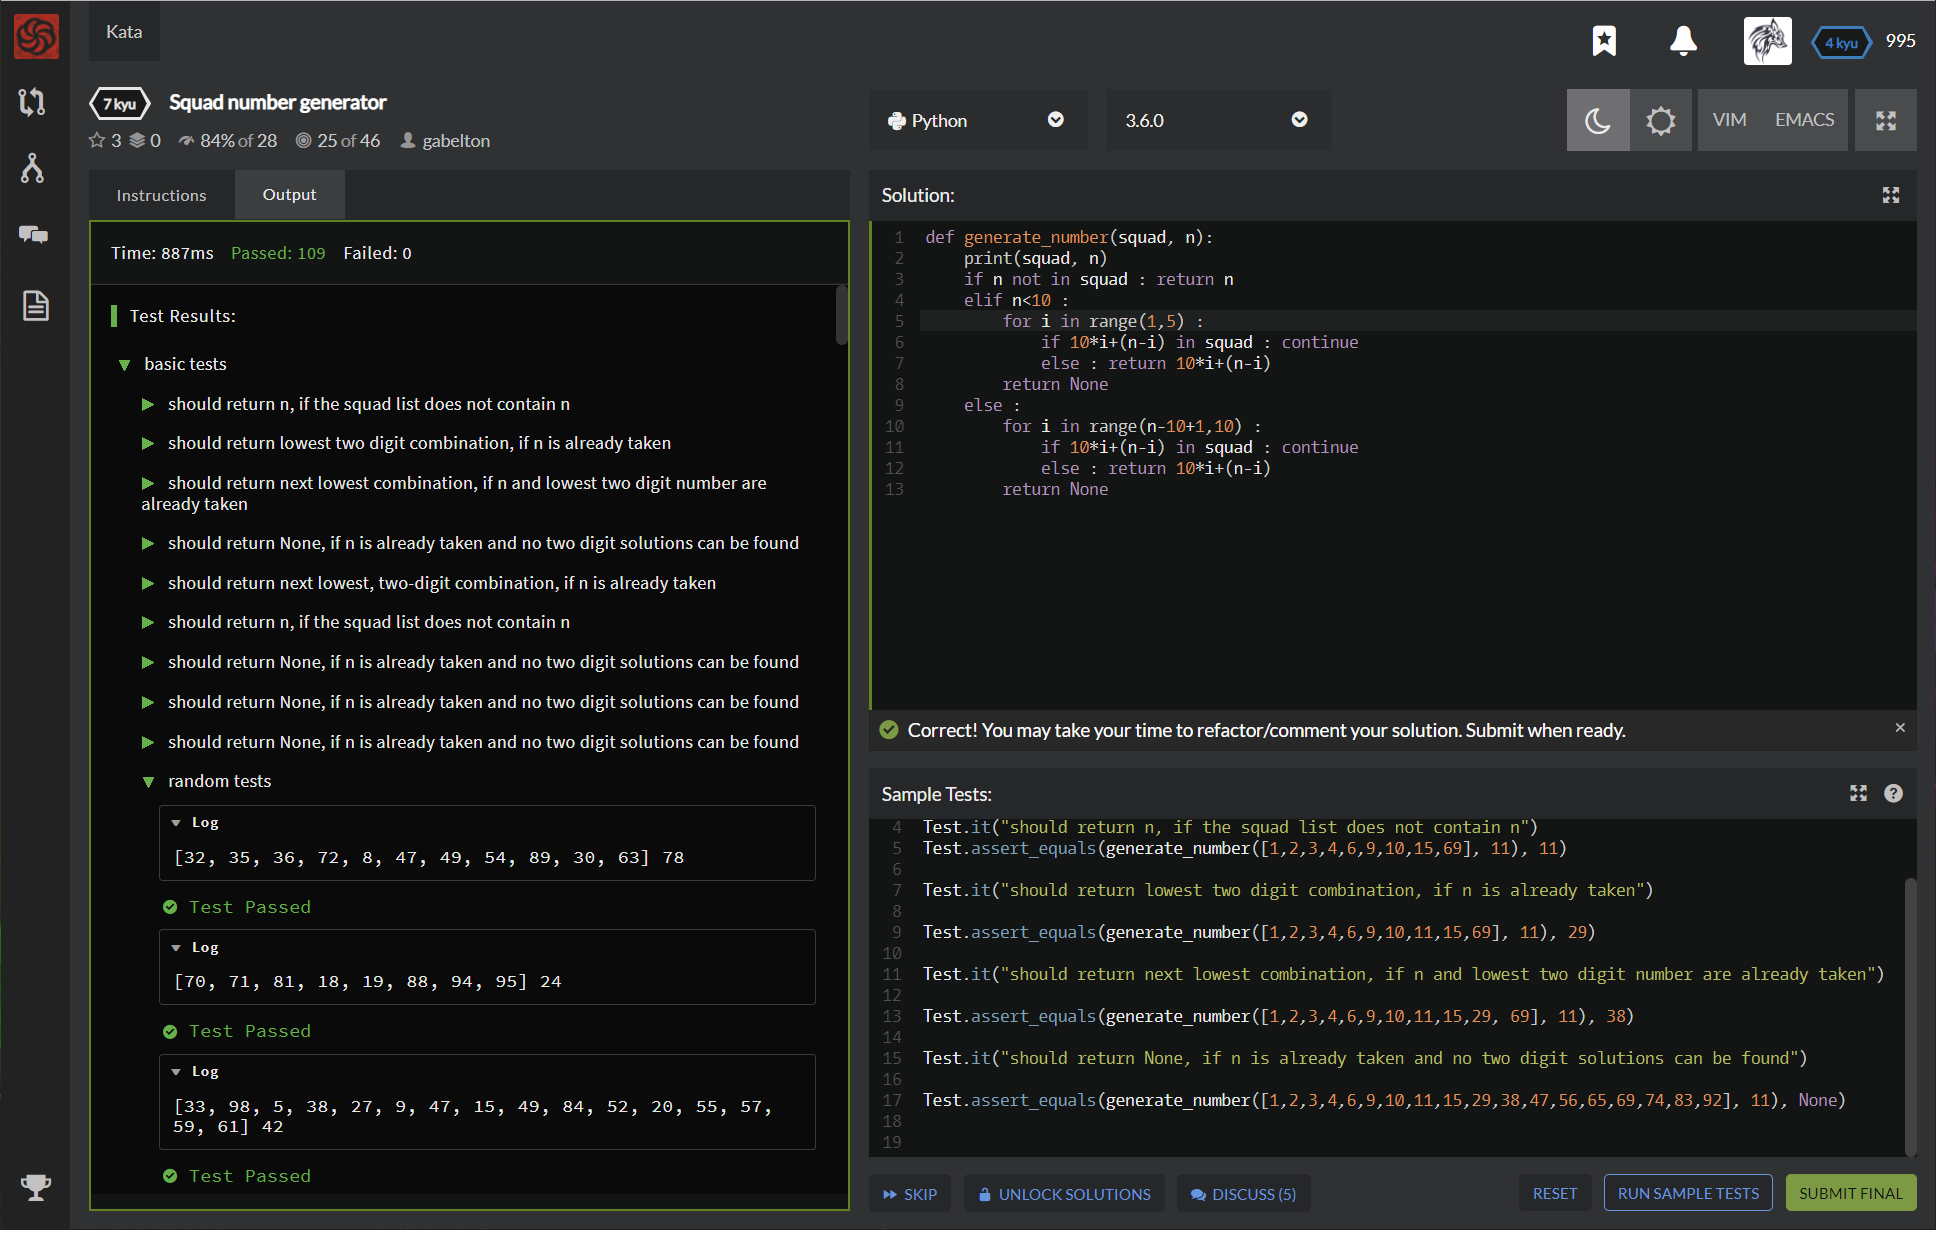 Kata
4 kyu
995
7 kyu
Squad number generator
3
0
84% of 28
25 of 46
gabelton
Python
3.6.0
VIM
EMACS
Instructions
Output
Time: 887ms Passed: 109 Failed: 0
Test Results:
basic tests
should return n, if the squad list does not contain n
should return lowest two digit combination, if n is already taken
should return next lowest combination, if n and lowest two digit number are
already taken
should return None, if n is already taken and no two digit solutions can be found
should return next lowest, two-digit combination, if n is already taken
should return n, if the squad list does not contain n
should return None, if n is already taken and no two digit solutions can be found
should return None, if n is already taken and no two digit solutions can be found
should return None, if n is already taken and no two digit solutions can be found
random tests
Log
[32, 35, 36, 72, 8, 47, 49, 54, 89, 30, 63] 78
Test Passed
Log
[70, 71, 81, 18, 19, 88, 94, 95] 24
Test Passed
Log
[33, 98, 5, 38, 27, 9, 47, 15, 49, 84, 52, 20, 55, 57,
59, 61] 42
Test Passed
Solution:
1 def generate_number(squad, n):
2 print(squad, n)
3 if n not in squad : return n
4 elif n<10 :
5 for i in range(1,5) :
6 if 10*i+(n-i) in squad : continue
7 else : return 10*i+(n-i)
8 return None
9 else :
10 for i in range(n-10+1,10) :
11 if 10*i+(n-i) in squad : continue
12 else : return 10*i+(n-i)
13 return None
Correct! You may take your time to refactor/comment your solution. Submit when ready.
×
Sample Tests:
4 Test.it("should return n, if the squad list does not contain n")
5 Test.assert_equals(generate_number([1,2,3,4,6,9,10,15,69], 11), 11)
6
7 Test.it("should return lowest two digit combination, if n is already taken")
8
9 Test.assert_equals(generate_number([1,2,3,4,6,9,10,11,15,69], 11), 29)
10
11 Test.it("should return next lowest combination, if n and lowest two digit number are already taken")
12
13 Test.assert_equals(generate_number([1,2,3,4,6,9,10,11,15,29, 69], 11), 38)
14
15 Test.it("should return None, if n is already taken and no two digit solutions can be found")
16
17 Test.assert_equals(generate_number([1,2,3,4,6,9,10,11,15,29,38,47,56,65,69,74,83,92], 11), None)
18
19
SKIP
UNLOCK SOLUTIONS
DISCUSS (5)
RESET
RUN SAMPLE TESTS
SUBMIT FINAL